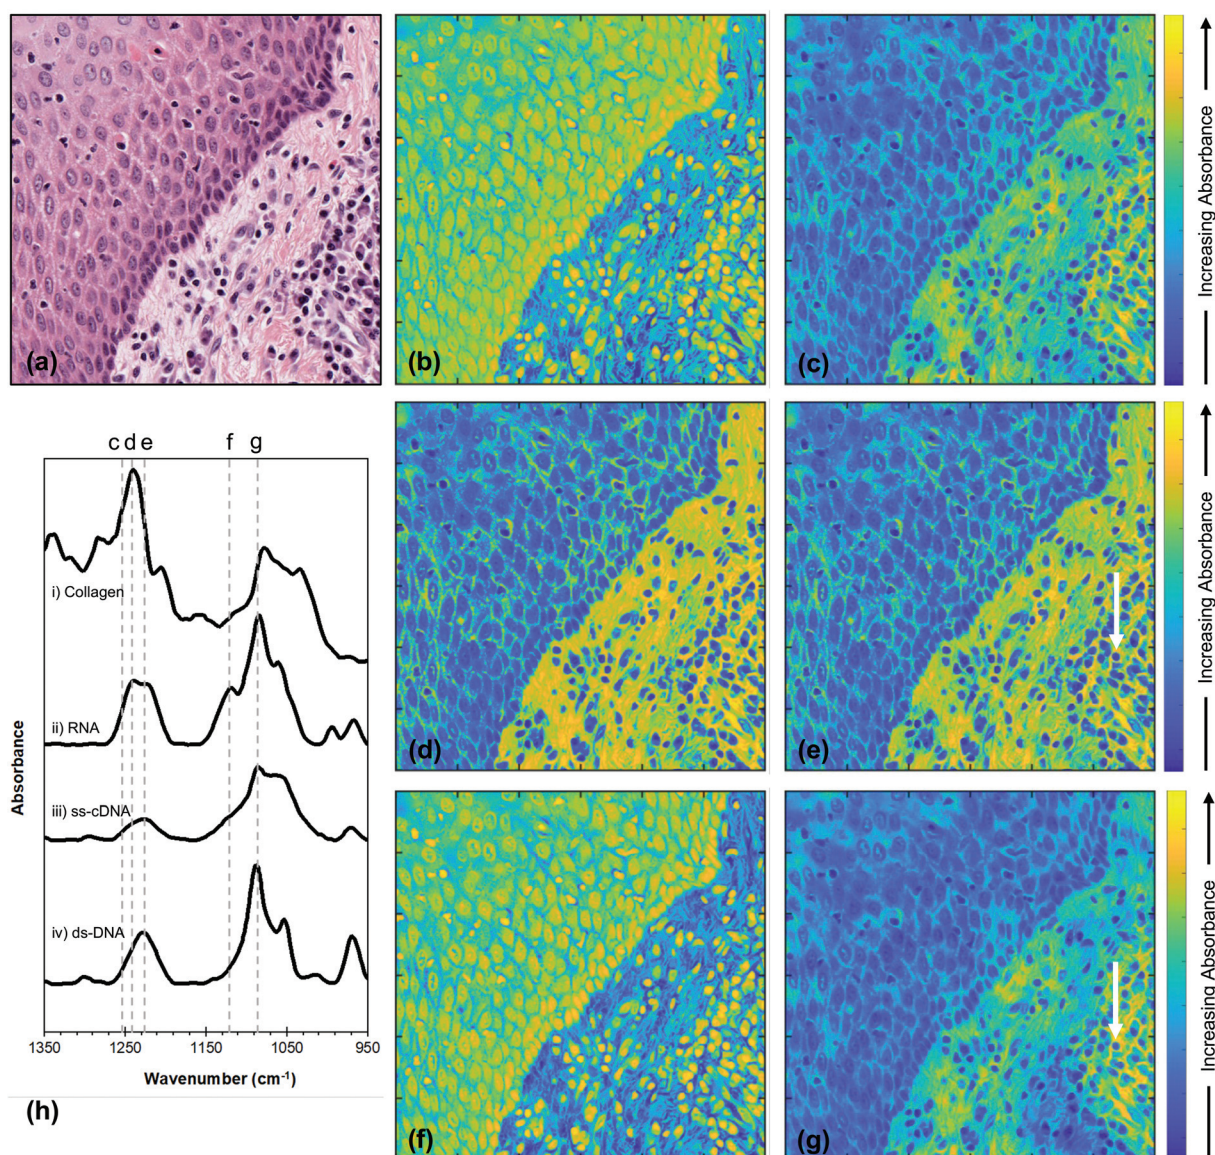 (a)
(b)
(c)
Increasing Absorbance
(d)
(e)
Increasing Absorbance
(f)
(g)
Increasing Absorbance
c d e f g
i) Collagen
ii) RNA
iii) ss-cDNA
iv) ds-DNA
Absorbance
1350 1250 1150 1050 950
Wavenumber (cm⁻¹)
(h)